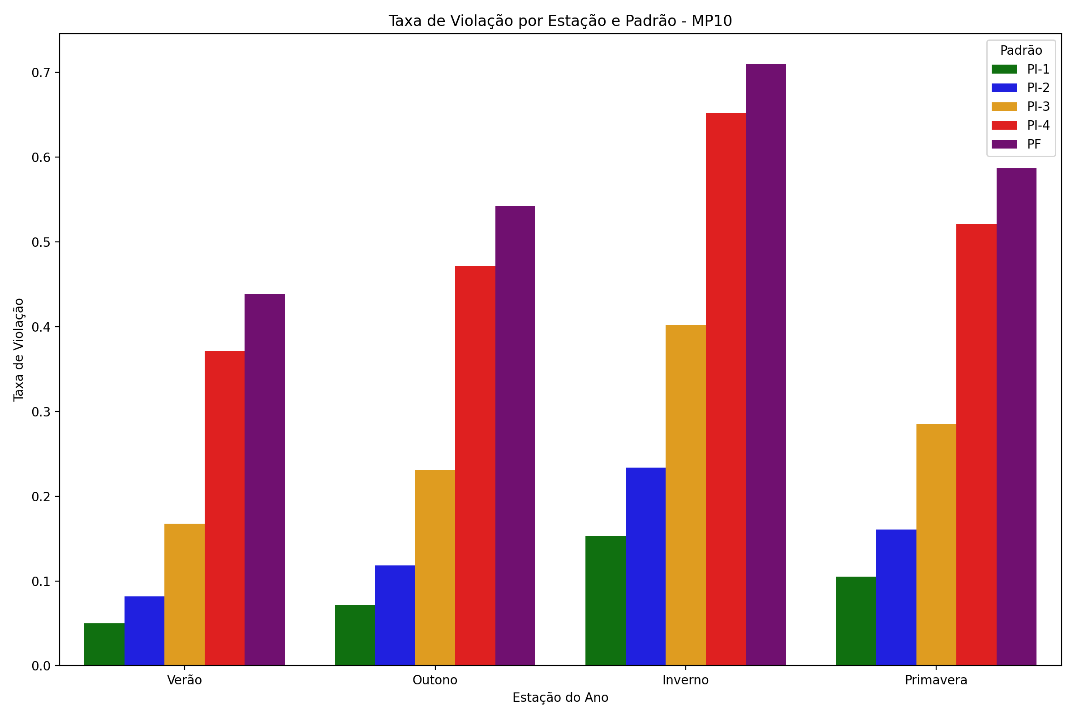 Taxa de Violação por Estação e Padrão - MP10
Padrão
PI-1
PI-2
PI-3
PI-4
PF
Taxa de Violação
0.7
0.6
0.5
0.4
0.3
0.2
0.1
0.0
Verão
Outono
Inverno
Primavera
Estação do Ano